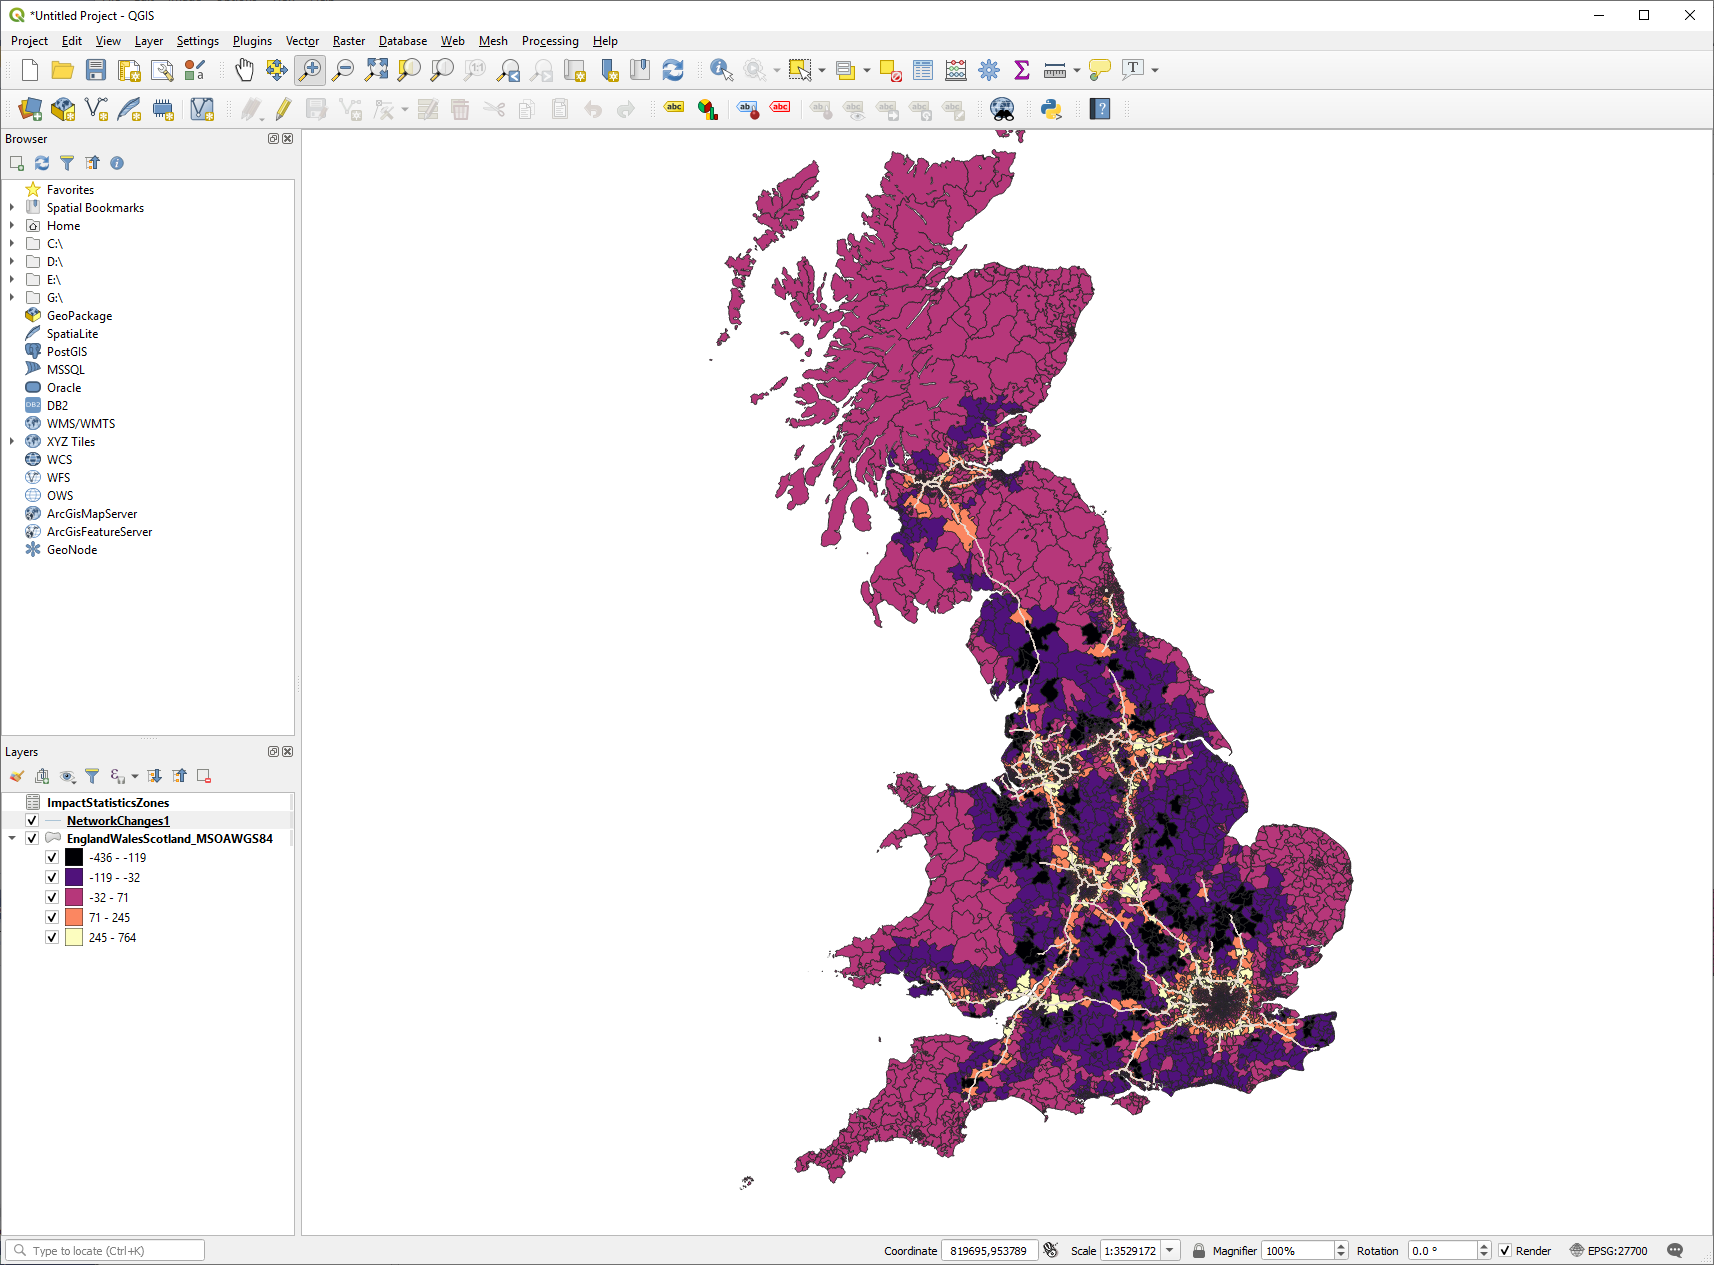 *Untitled Project - QGIS
Project Edit View Layer Settings Plugins Vector Raster Database Web Mesh Processing Help
Browser
Favorites
Spatial Bookmarks
Home
C:\
D:\
E:\
G:\
GeoPackage
SpatiaLite
PostGIS
MSSQL
Oracle
DB2
WMS/WMTS
XYZ Tiles
WCS
WFS
OWS
ArcGisMapServer
ArcGisFeatureServer
GeoNode
Layers
ImpactStatisticsZones
NetworkChanges1
EnglandWalesScotland_MSOAWGS84
-436 - -119
-119 - -32
-32 - 71
71 - 245
245 - 764
Type to locate (Ctrl+K)
Coordinate 819695,953789 Scale 1:3529172 Magnifier 100% Rotation 0.0 ° Render EPSG:27700